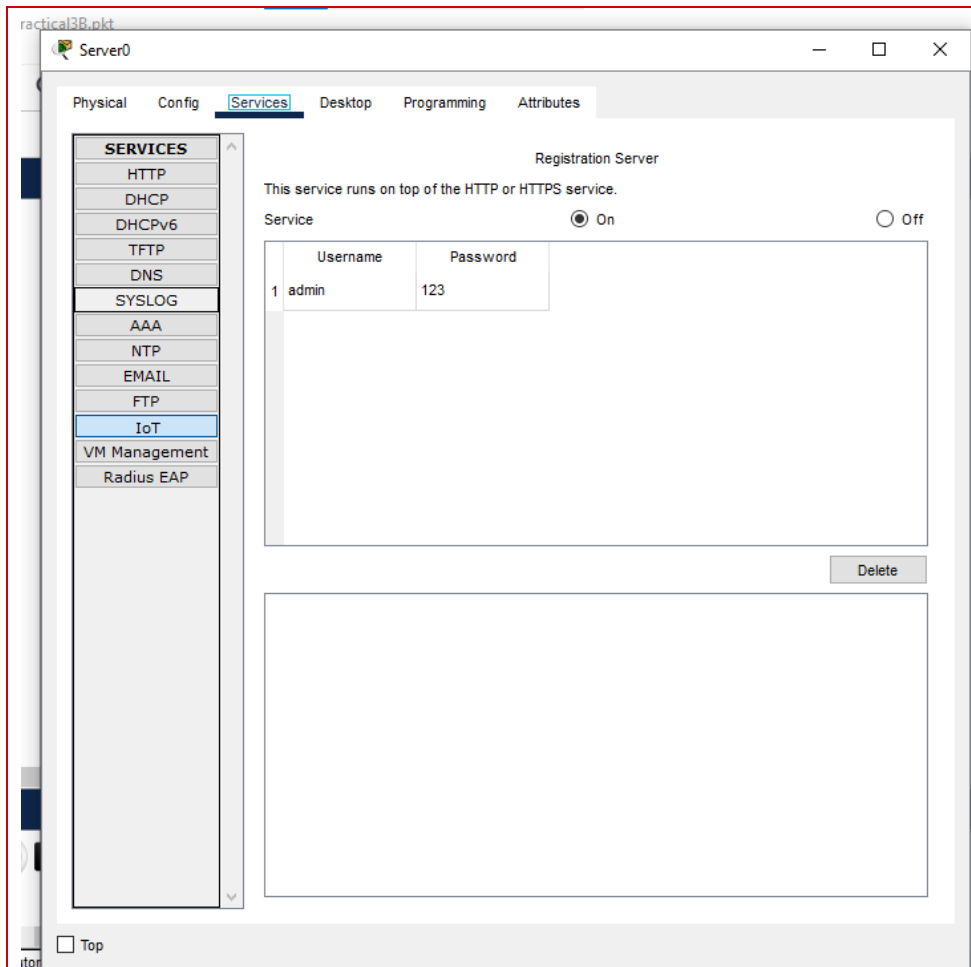 ractical3B.pkt
Server0
Physical Config Services Desktop Programming Attributes
SERVICES
HTTP
DHCP
DHCPv6
TFTP
DNS
SYSLOG
AAA
NTP
EMAIL
FTP
IoT
VM Management
Radius EAP
Registration Server
This service runs on top of the HTTP or HTTPS service.
Service On Off
Username Password
1 admin 123
Delete
Top